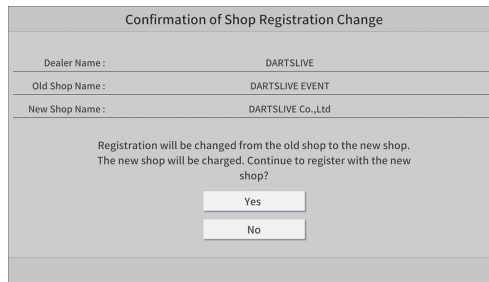 Confirmation of Shop Registration Change
Dealer Name : DARTSLIVE
Old Shop Name : DARTSLIVE EVENT
New Shop Name : DARTSLIVE Co.,Ltd
Registration will be changed from the old shop to the new shop.
The new shop will be charged. Continue to register with the new
shop?
Yes
No